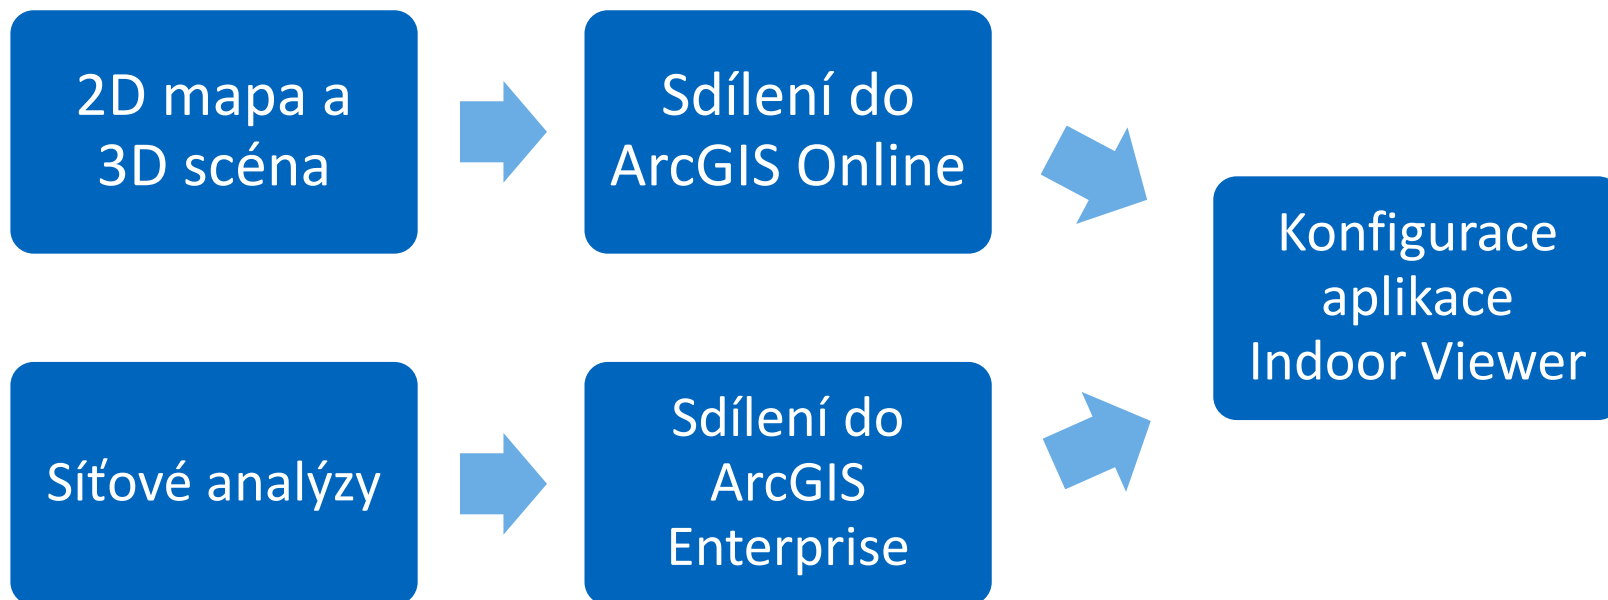 2D mapa a
3D scéna
Sdílení do
ArcGIS Online
Síťové analýzy
Sdílení do
ArcGIS
Enterprise
Konfigurace
aplikace
Indoor Viewer